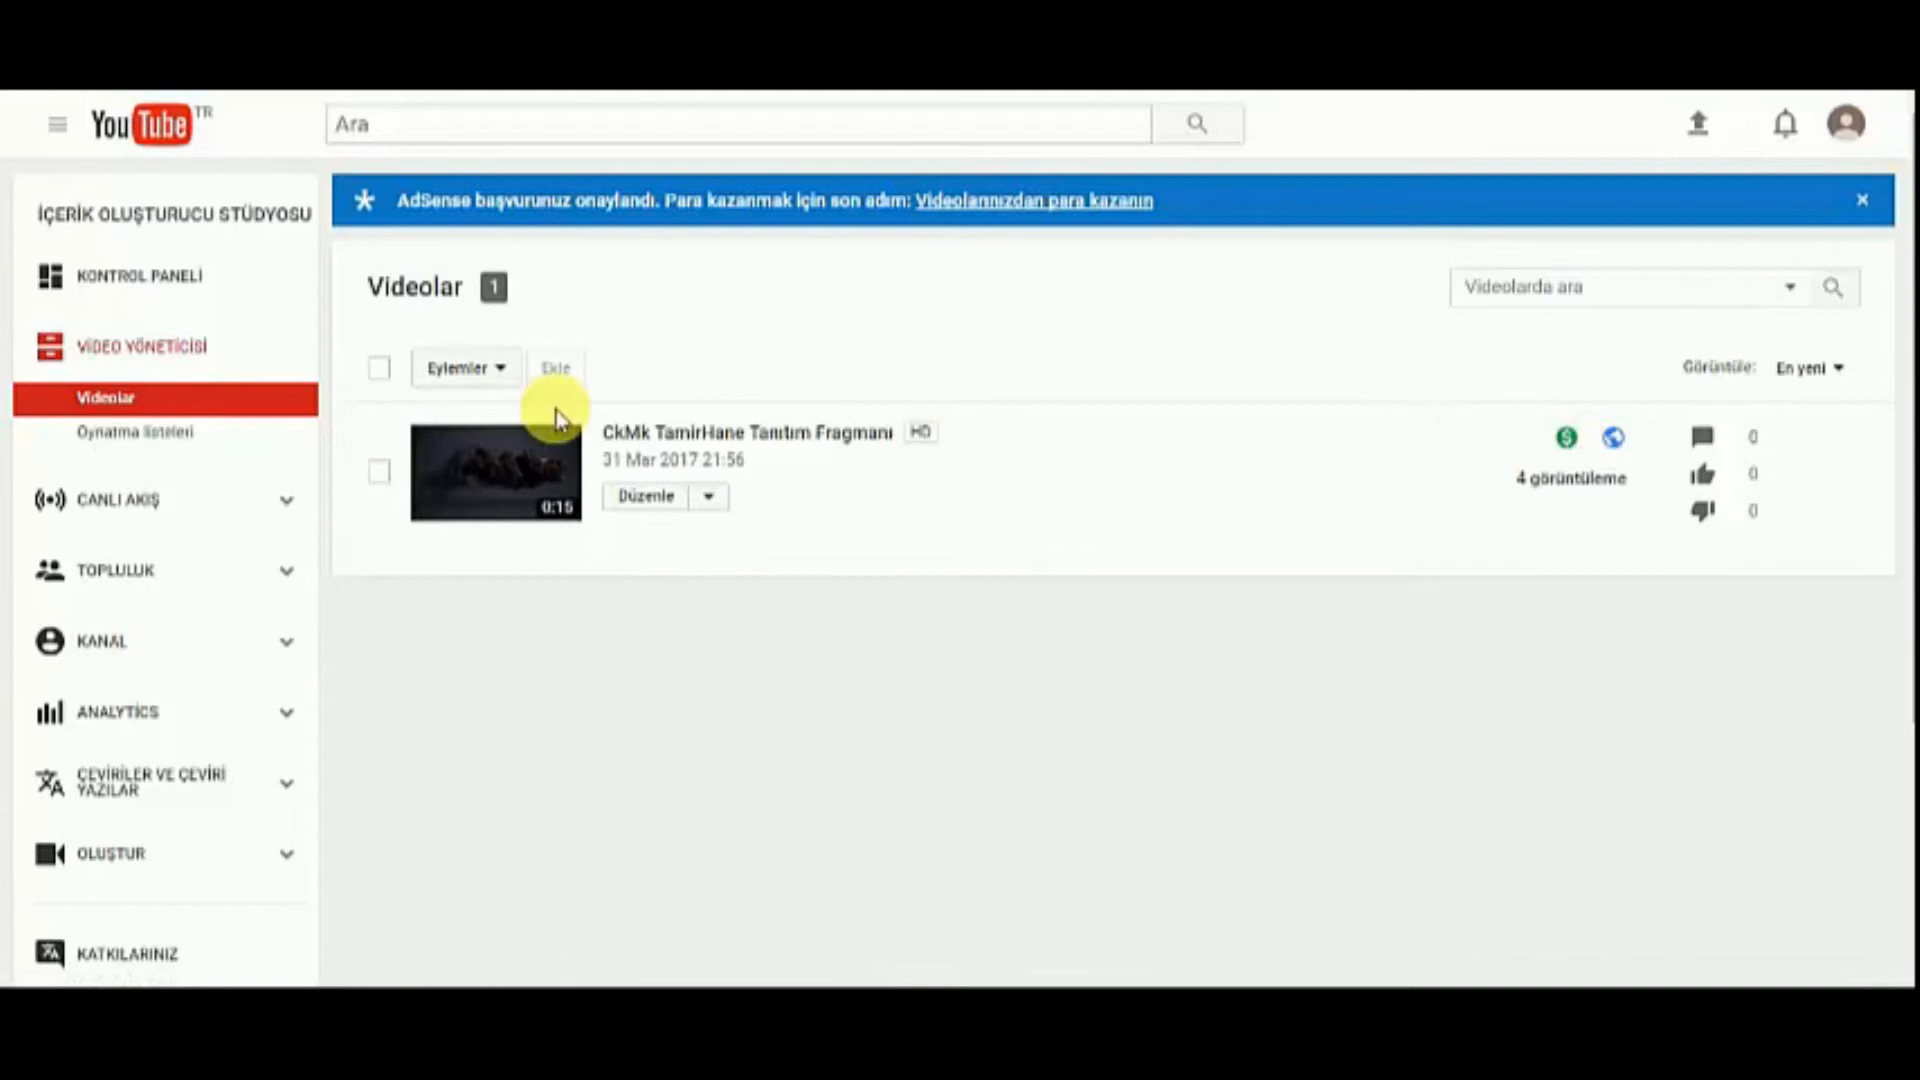 YouTube TR
Ara
İÇERİK OLUŞTURUCU STÜDYOSU
AdSense başvurunuz onaylandı. Para kazanmak için son adım: Videolarınızdan para kazanın
KONTROL PANELİ
Videolar 1
Videolarda ara
VİDEO YÖNETİCİSİ
Eylemler
Ekle
Görüntüle: En yeni
Videolar
Oynatma listeleri
CkMk TamirHane Tanıtım Fragmanı HD
31 Mar 2017 21:56
Düzenle
0:15
4 görüntüleme
0
0
0
CANLI AKIŞ
TOPLULUK
KANAL
ANALYTICS
ÇEVİRİLER VE ÇEVİRİ
YAZILAR
OLUŞTUR
KATKILARINIZ